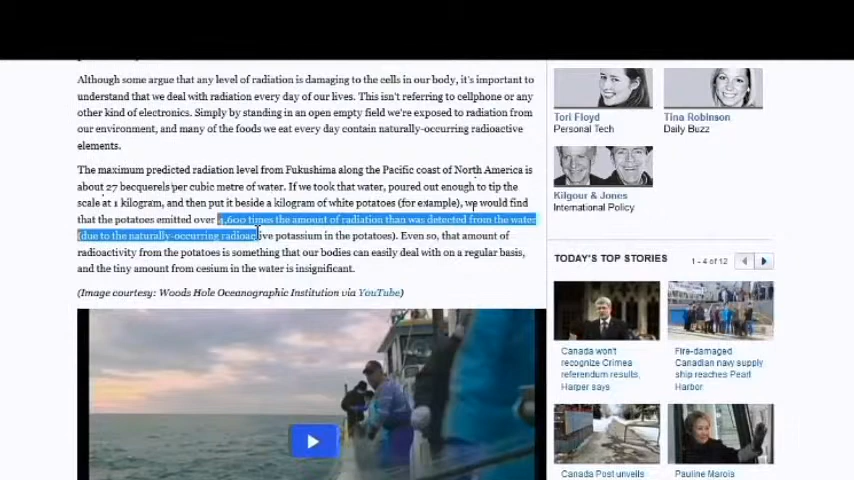 Although some argue that any level of radiation is damaging to the cells in our body, it's important to
understand that we deal with radiation every day of our lives. This isn't referring to cellphone or any
other kind of electronics. Simply by standing in an open empty field we're exposed to radiation from
our environment, and many of the foods we eat every day contain naturally-occurring radioactive
elements.
The maximum predicted radiation level from Fukushima along the Pacific coast of North America is
about 27 becquerels per cubic metre of water. If we took that water, poured out enough to tip the
scale at 1 kilogram, and then put it beside a kilogram of white potatoes (for example), we would find
that the potatoes emitted over 4,600 times the amount of radiation than was detected from the water
(due to the naturally-occurring radioactive potassium in the potatoes). Even so, that amount of
radioactivity from the potatoes is something that our bodies can easily deal with on a regular basis,
and the tiny amount from cesium in the water is insignificant.
(Image courtesy: Woods Hole Oceanographic Institution via YouTube)
Tori Floyd
Personal Tech
Tina Robinson
Daily Buzz
Kilgour & Jones
International Policy
TODAY'S TOP STORIES
1 - 4 of 12
Canada won't
recognize Crimea
referendum results,
Harper says
Fire-damaged
Canadian navy supply
ship reaches Pearl
Harbor
Canada Post unveils
Pauline Marois